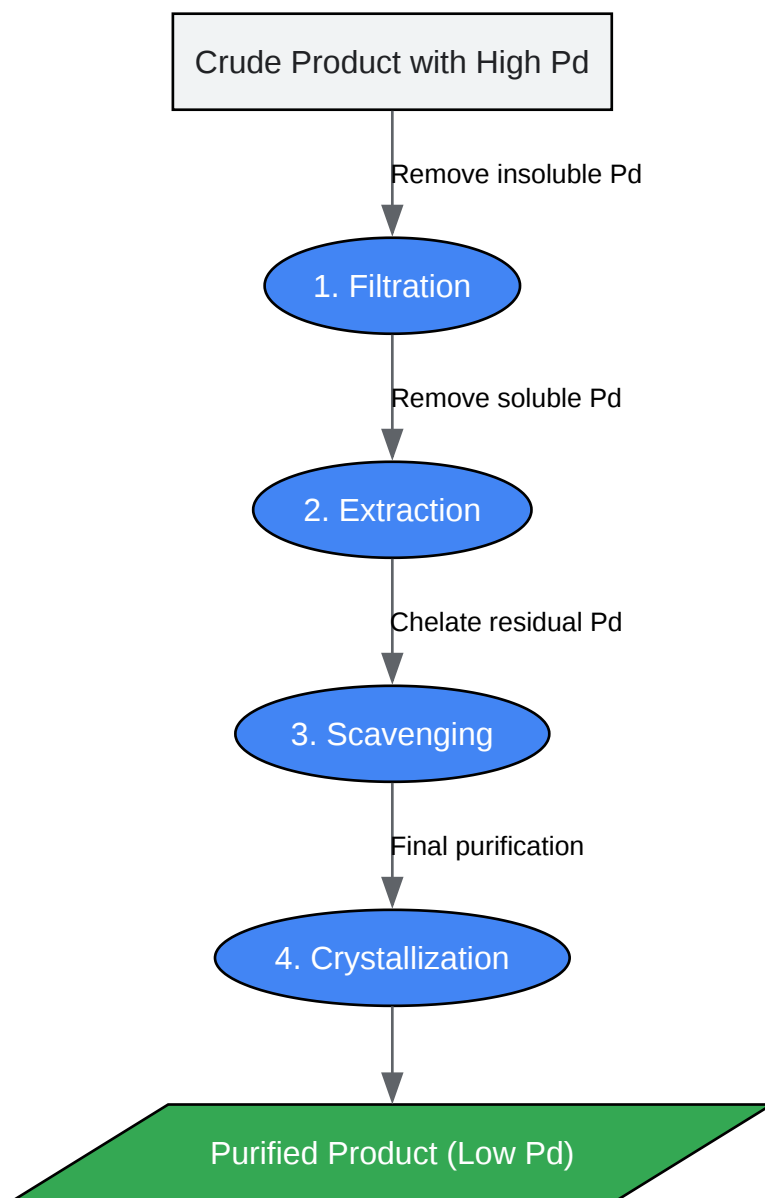 Crude Product with High Pd
Remove insoluble Pd
1. Filtration
Remove soluble Pd
2. Extraction
Chelate residual Pd
3. Scavenging
Final purification
4. Crystallization
Purified Product (Low Pd)